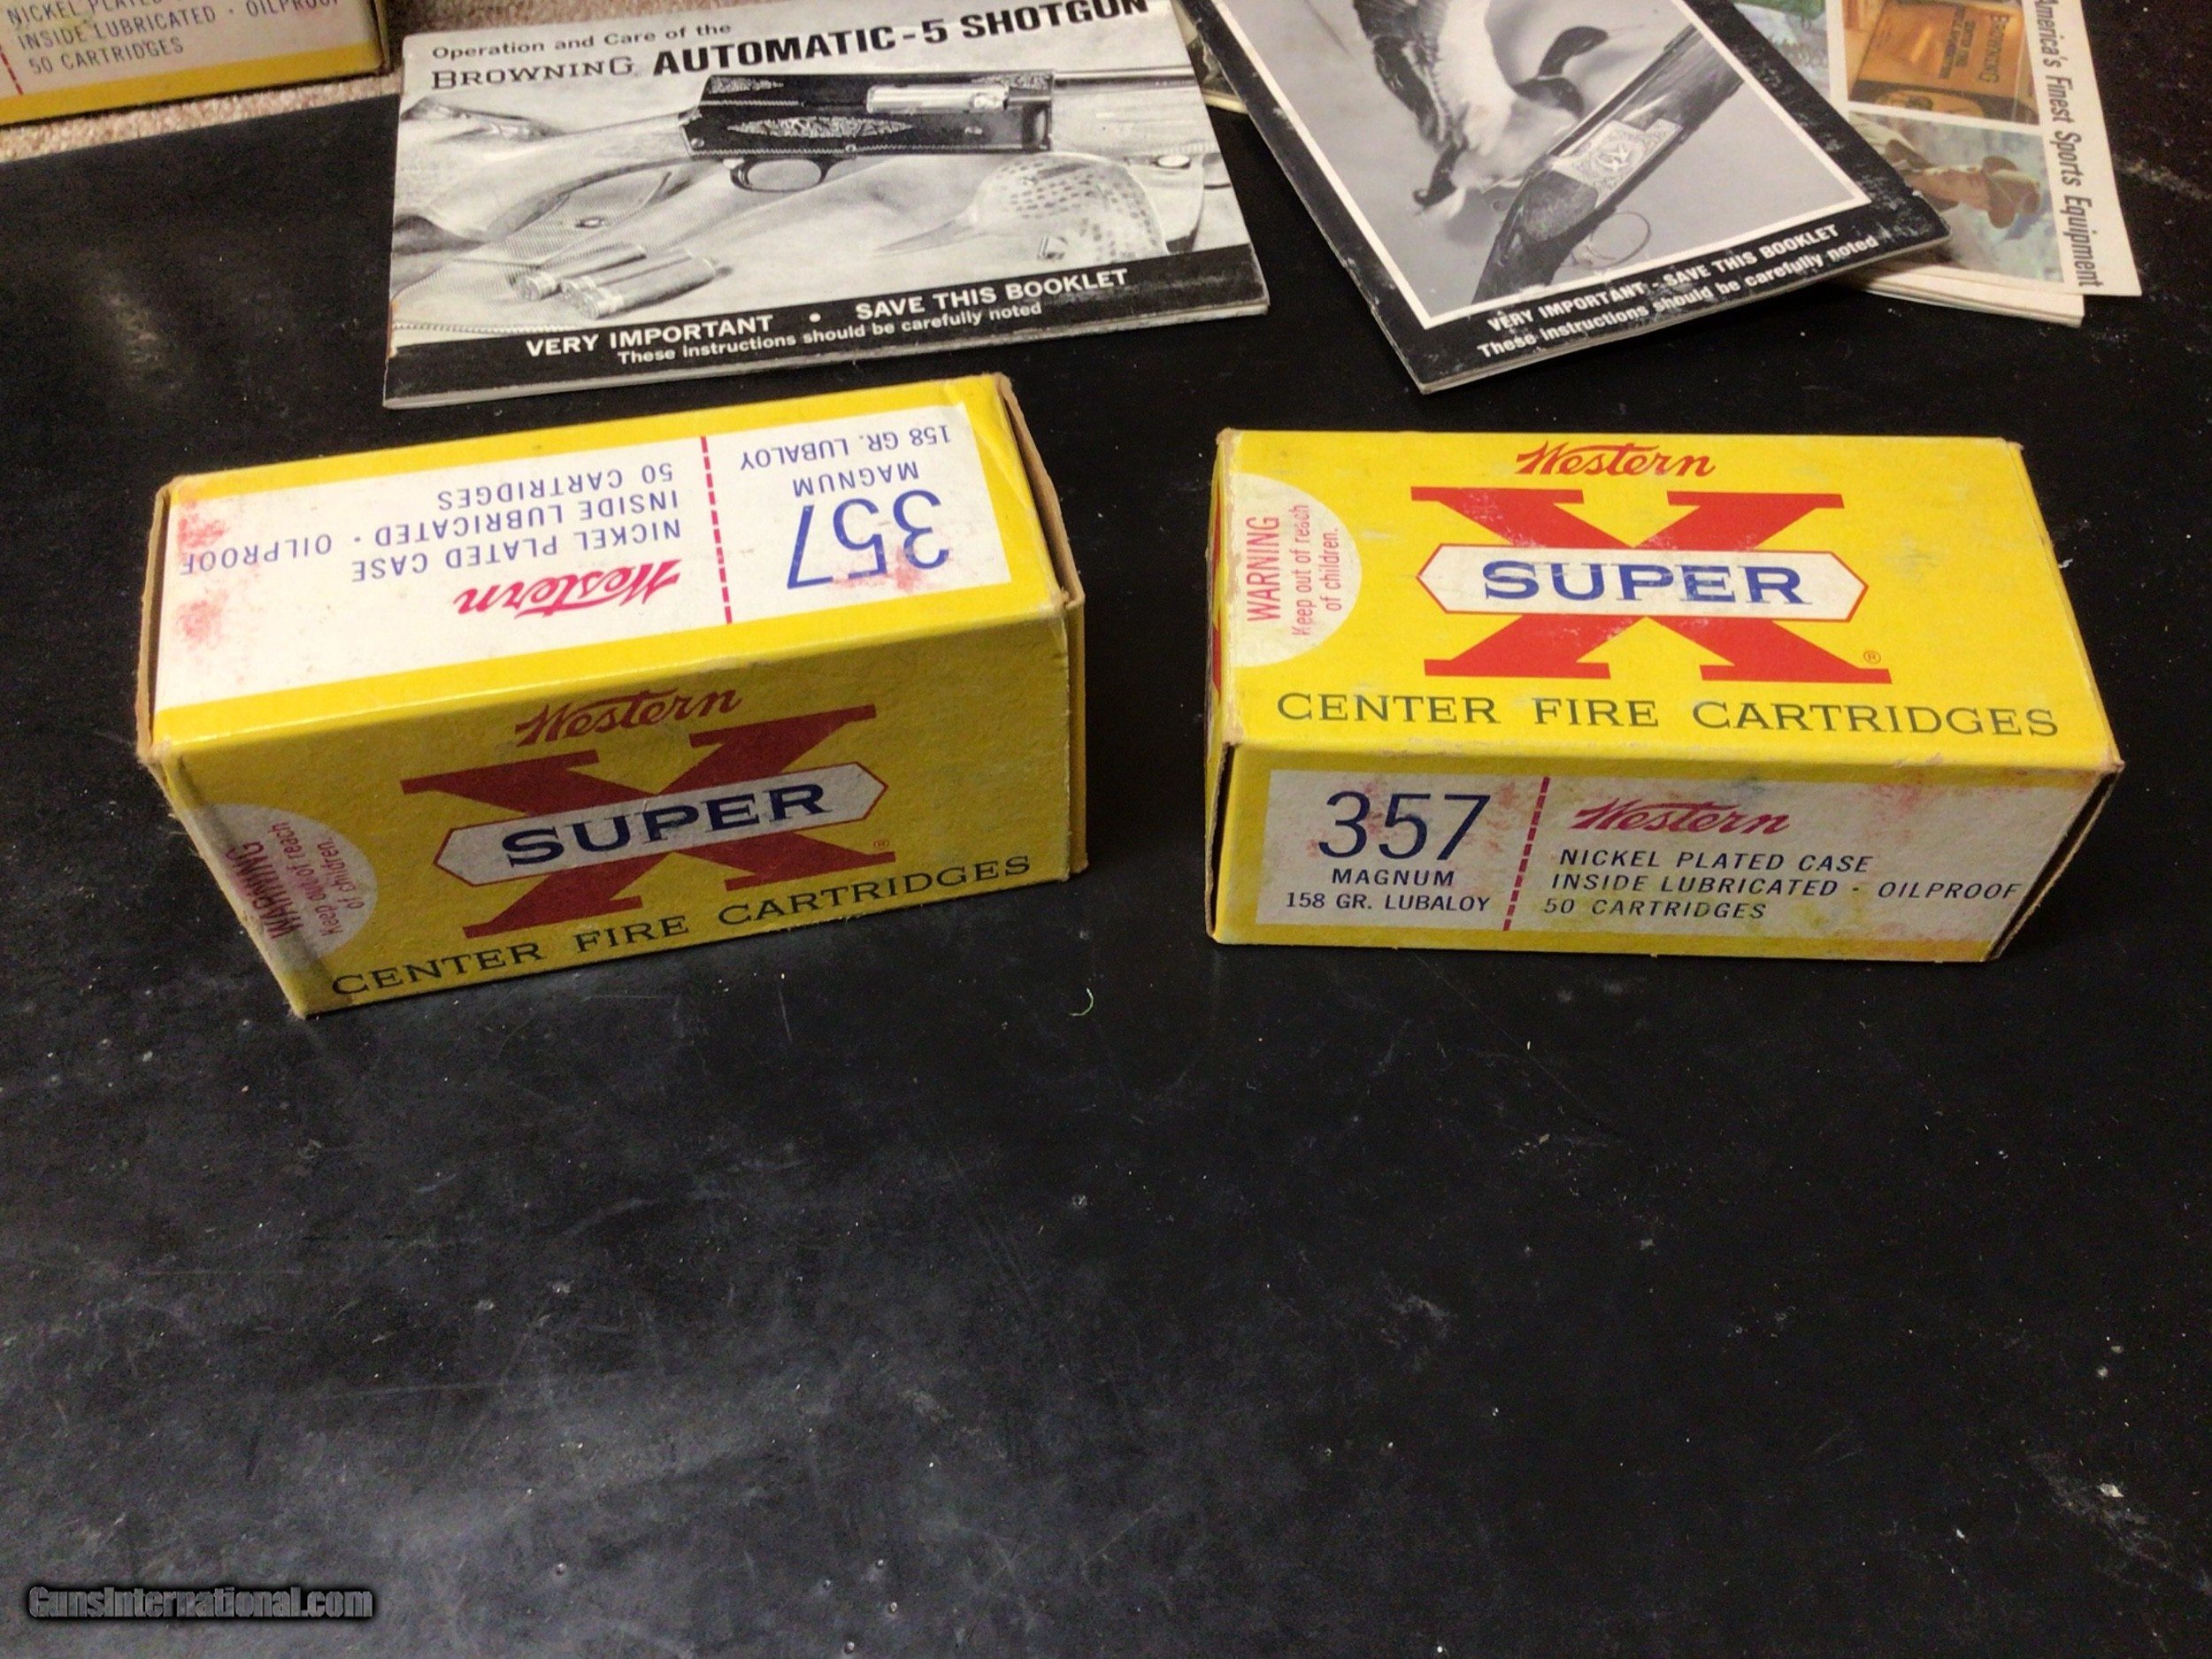 NICKEL PLATED
INSIDE LUBRICATED · OILPROOF
50 CARTRIDGES
Operation and Care of the
BROWNING AUTOMATIC-5 SHOTGUN
VERY IMPORTANT • SAVE THIS BOOKLET
These instructions should be carefully noted
VERY IMPORTANT - SAVE THIS BOOKLET
These instructions should be carefully noted
BROWNING
America's Finest Sports Equipment
357
MAGNUM
158 GR. LUBALOY
Western
NICKEL PLATED CASE
INSIDE LUBRICATED · OILPROOF
50 CARTRIDGES
Western
X
SUPER
®
CENTER FIRE CARTRIDGES
WARNING
Keep out of reach
of children.
Western
X
SUPER
®
CENTER FIRE CARTRIDGES
WARNING
Keep out of reach
of children.
357
MAGNUM
158 GR. LUBALOY
Western
NICKEL PLATED CASE
INSIDE LUBRICATED · OILPROOF
50 CARTRIDGES
GunsInternational.com